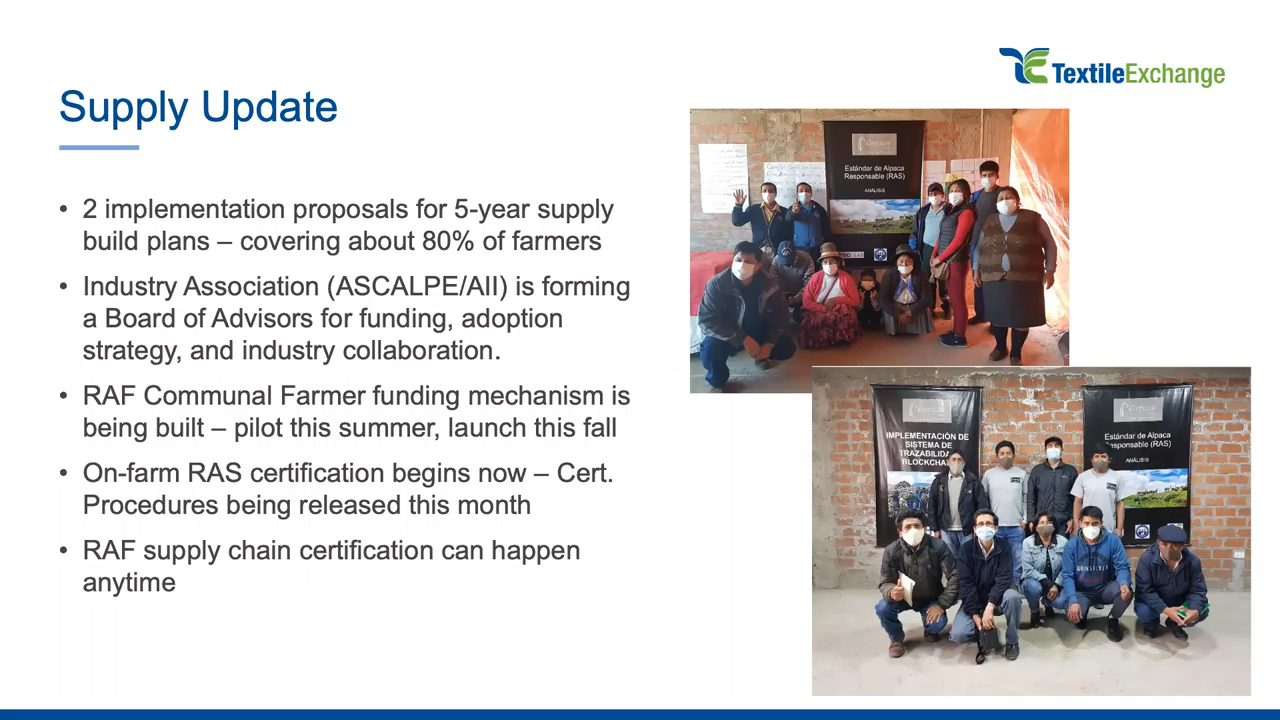 TextileExchange
Supply Update
• 2 implementation proposals for 5-year supply
build plans – covering about 80% of farmers
• Industry Association (ASCALPE/AII) is forming
a Board of Advisors for funding, adoption
strategy, and industry collaboration.
• RAF Communal Farmer funding mechanism is
being built – pilot this summer, launch this fall
• On-farm RAS certification begins now – Cert.
Procedures being released this month
• RAF supply chain certification can happen
anytime
Estándar de Alpaca
Responsable (RAS)
ANÁLISIS
IMPLEMENTACIÓN DE
SISTEMA DE
TRAZABILIDA
BLOCKCHAI
Estándar de Alpaca
Responsable (RAS)
ANÁLISIS